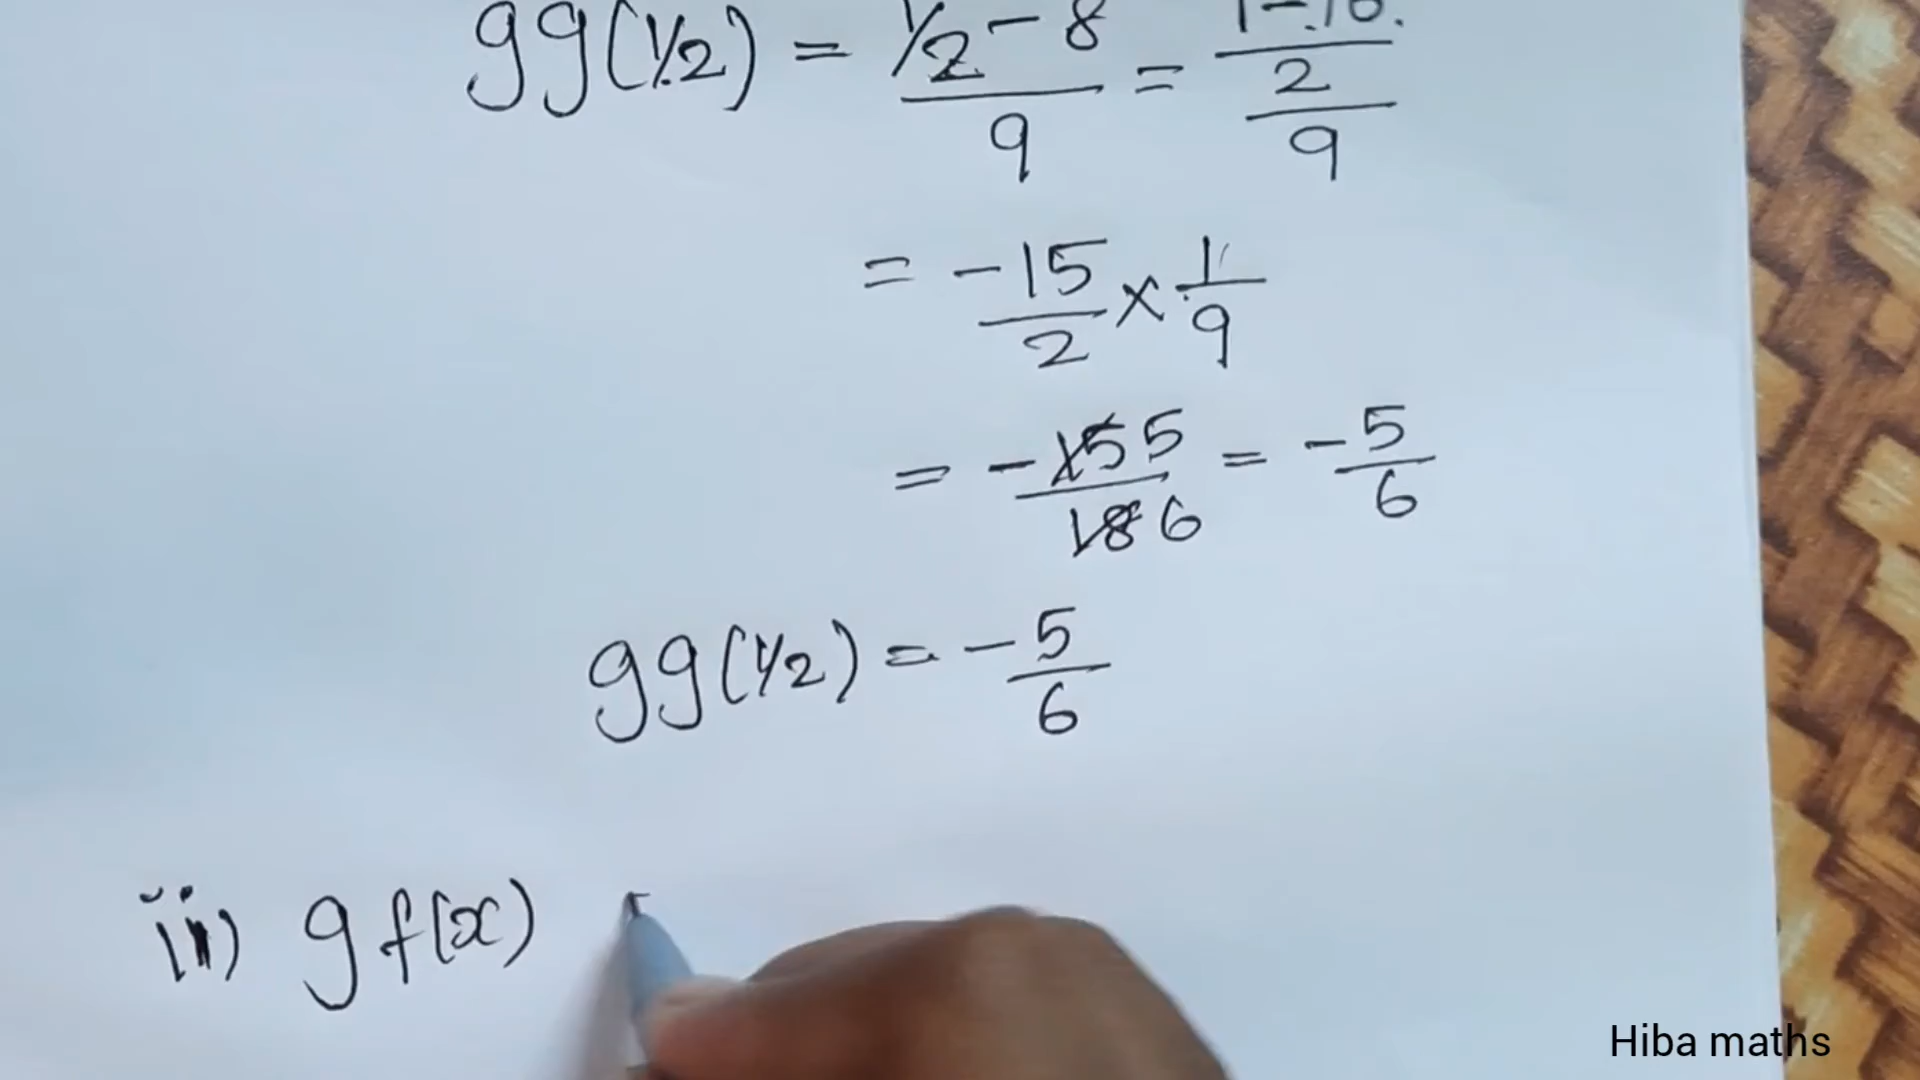 gg(1/2) = 1/2 - 8 / 9 = 1 - 16 / 2 / 9
= -15/2 × 1/9
= -15 5 / 18 6 = -5/6
gg(1/2) = -5/6
ii) gf(x)
Hiba maths